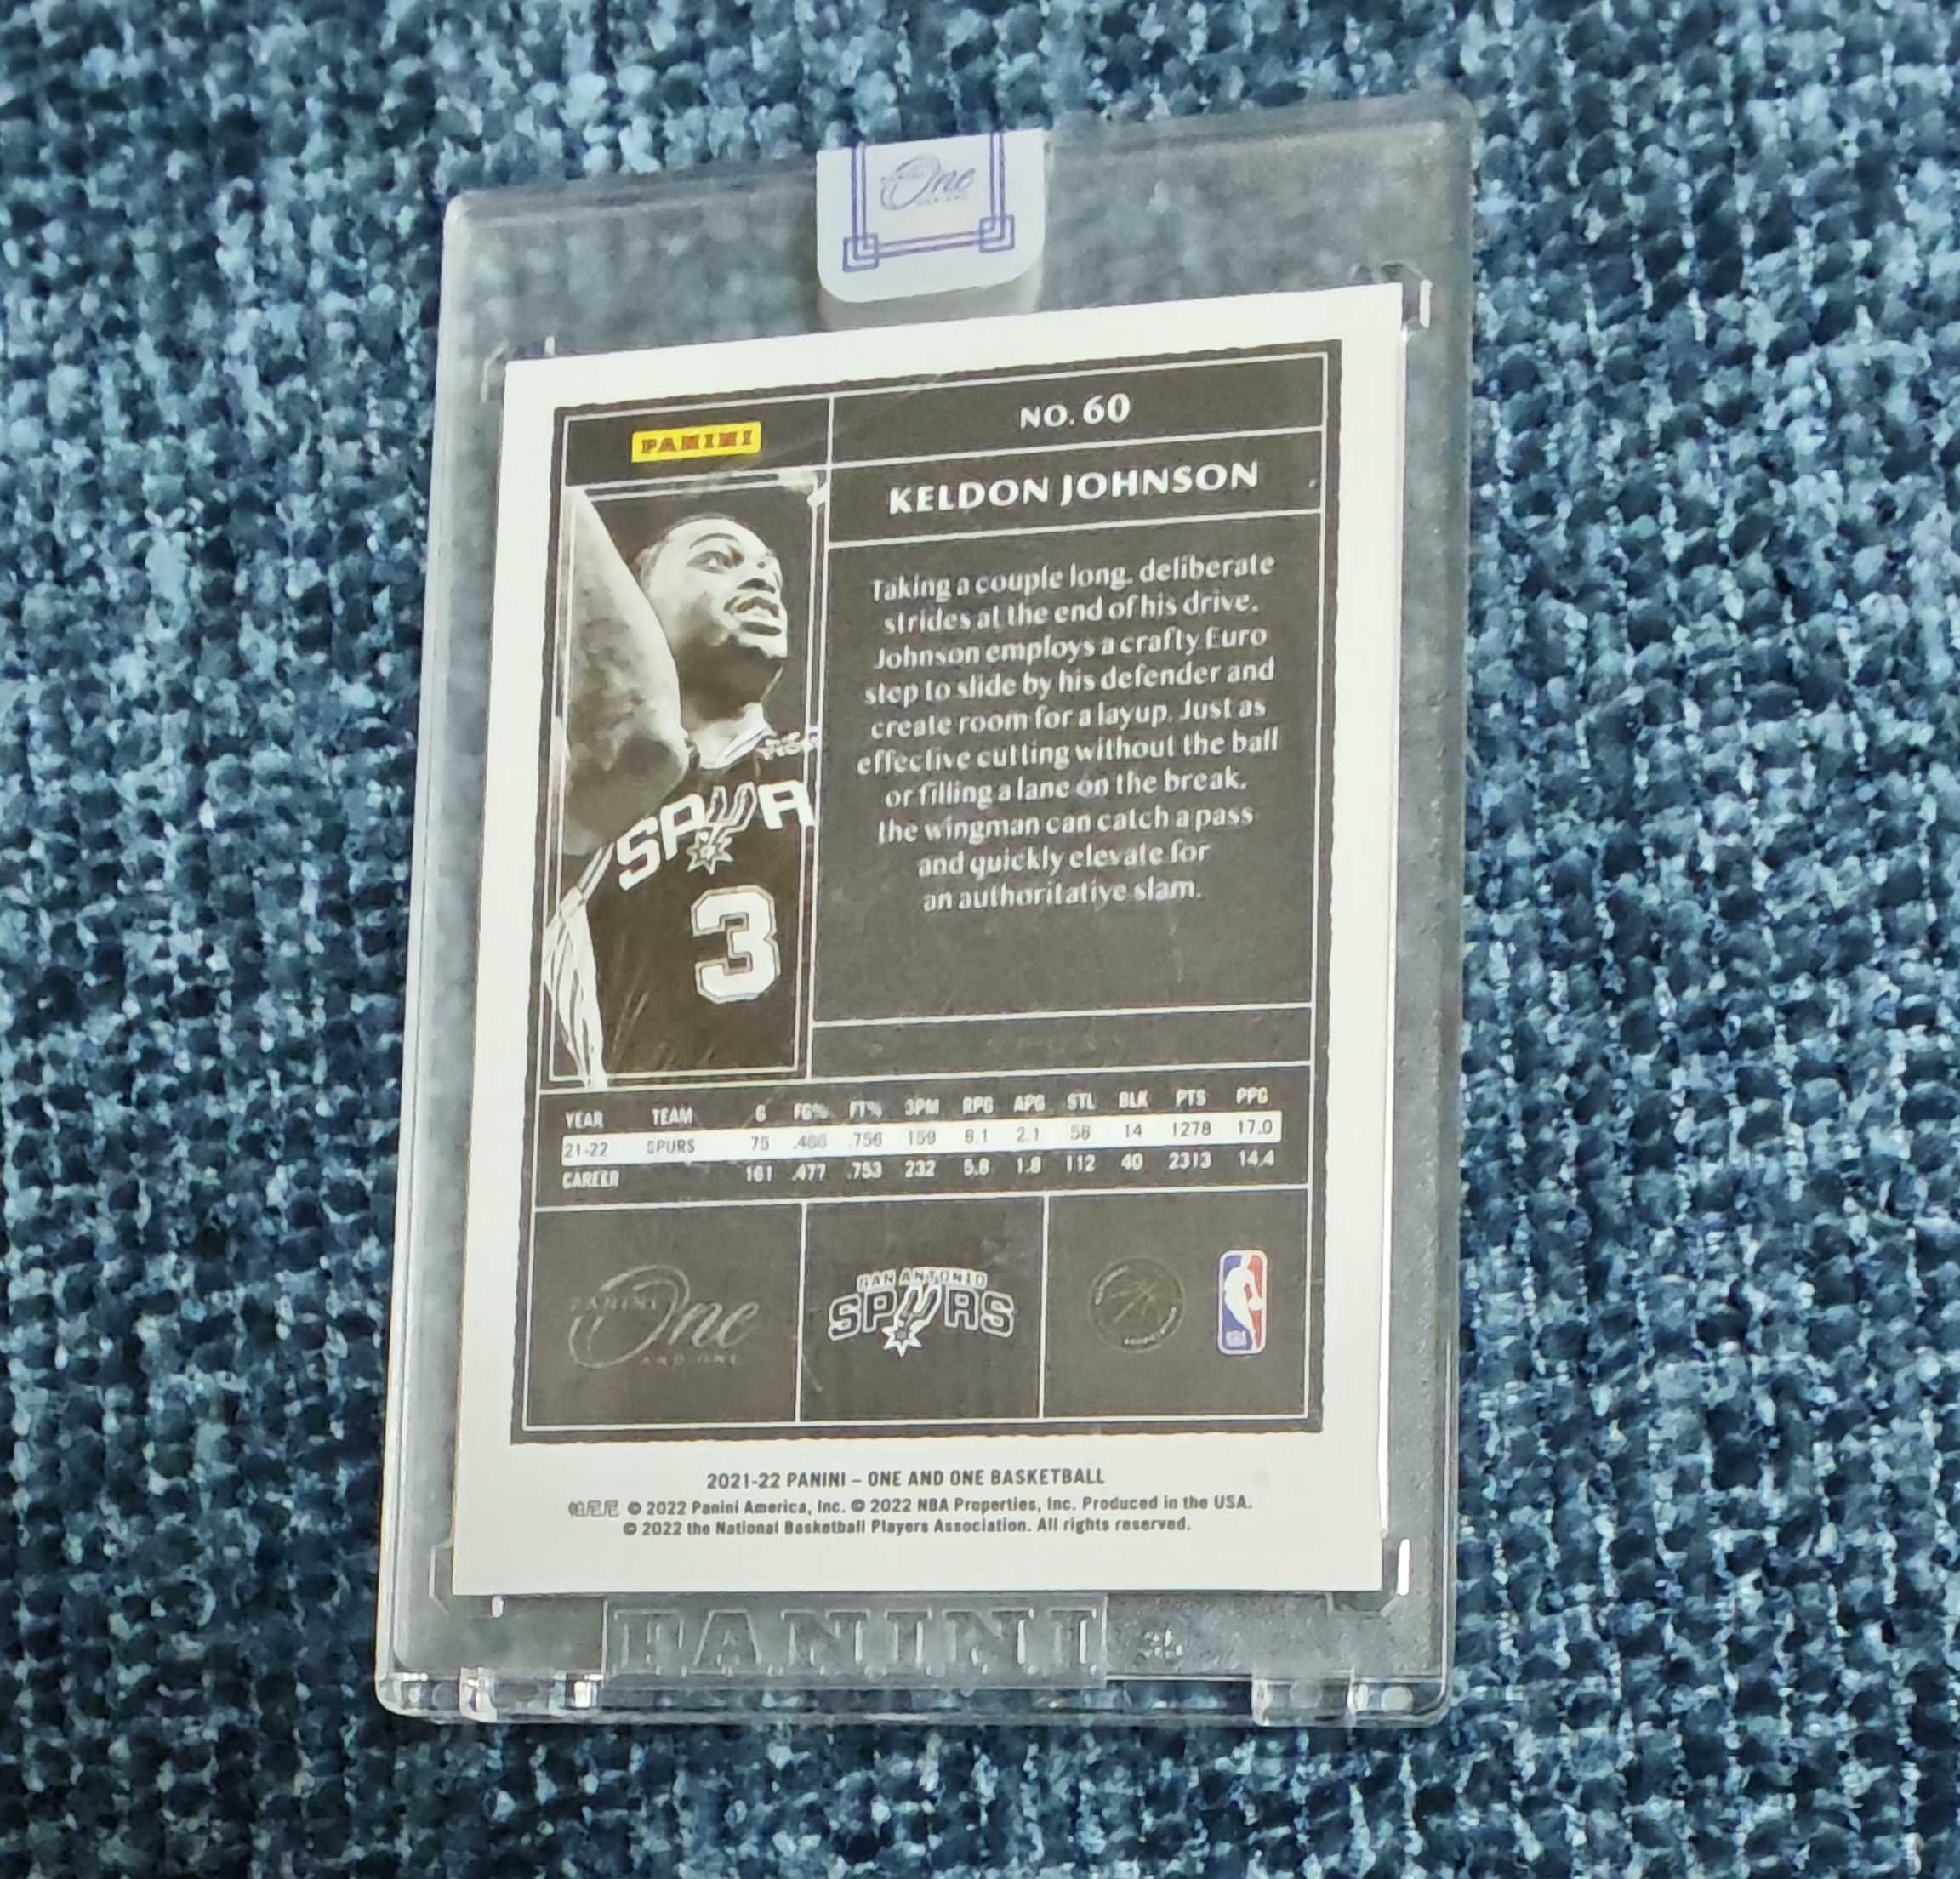 One
PANINI
NO. 60
KELDON JOHNSON
Taking a couple long, deliberate
strides at the end of his drive,
Johnson employs a crafty Euro
step to slide by his defender and
create room for a layup. Just as
effective cutting without the ball
or filling a lane on the break,
the wingman can catch a pass
and quickly elevate for
an authoritative slam.
SPUR
3
YEAR TEAM G FG% FT% 3PM RPG APG STL BLK PTS PPG
21-22 SPURS 75 .466 .756 159 6.1 2.1 56 14 1278 17.0
CAREER 161 .477 .753 232 5.8 1.8 112 40 2313 14.4
PANINI
One
AND ONE
SAN ANTONIO
SPURS
2021-22 PANINI – ONE AND ONE BASKETBALL
帕尼尼 © 2022 Panini America, Inc. © 2022 NBA Properties, Inc. Produced in the USA.
© 2022 the National Basketball Players Association. All rights reserved.
PANINI